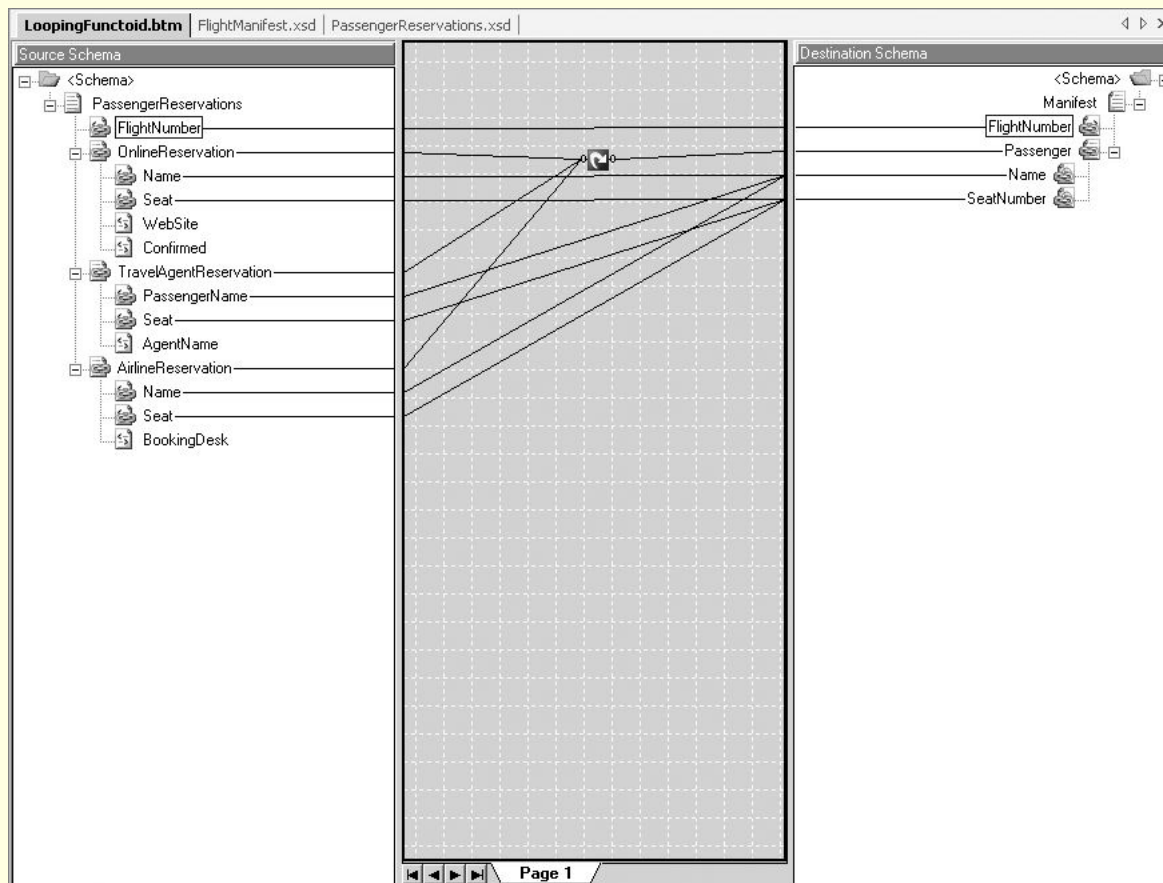 LoopingFunctoid.btm FlightManifest.xsd PassengerReservations.xsd
Source Schema
<Schema>
PassengerReservations
FlightNumber
OnlineReservation
Name
Seat
WebSite
Confirmed
TravelAgentReservation
PassengerName
Seat
AgentName
AirlineReservation
Name
Seat
BookingDesk
Page 1
Destination Schema
<Schema>
Manifest
FlightNumber
Passenger
Name
SeatNumber